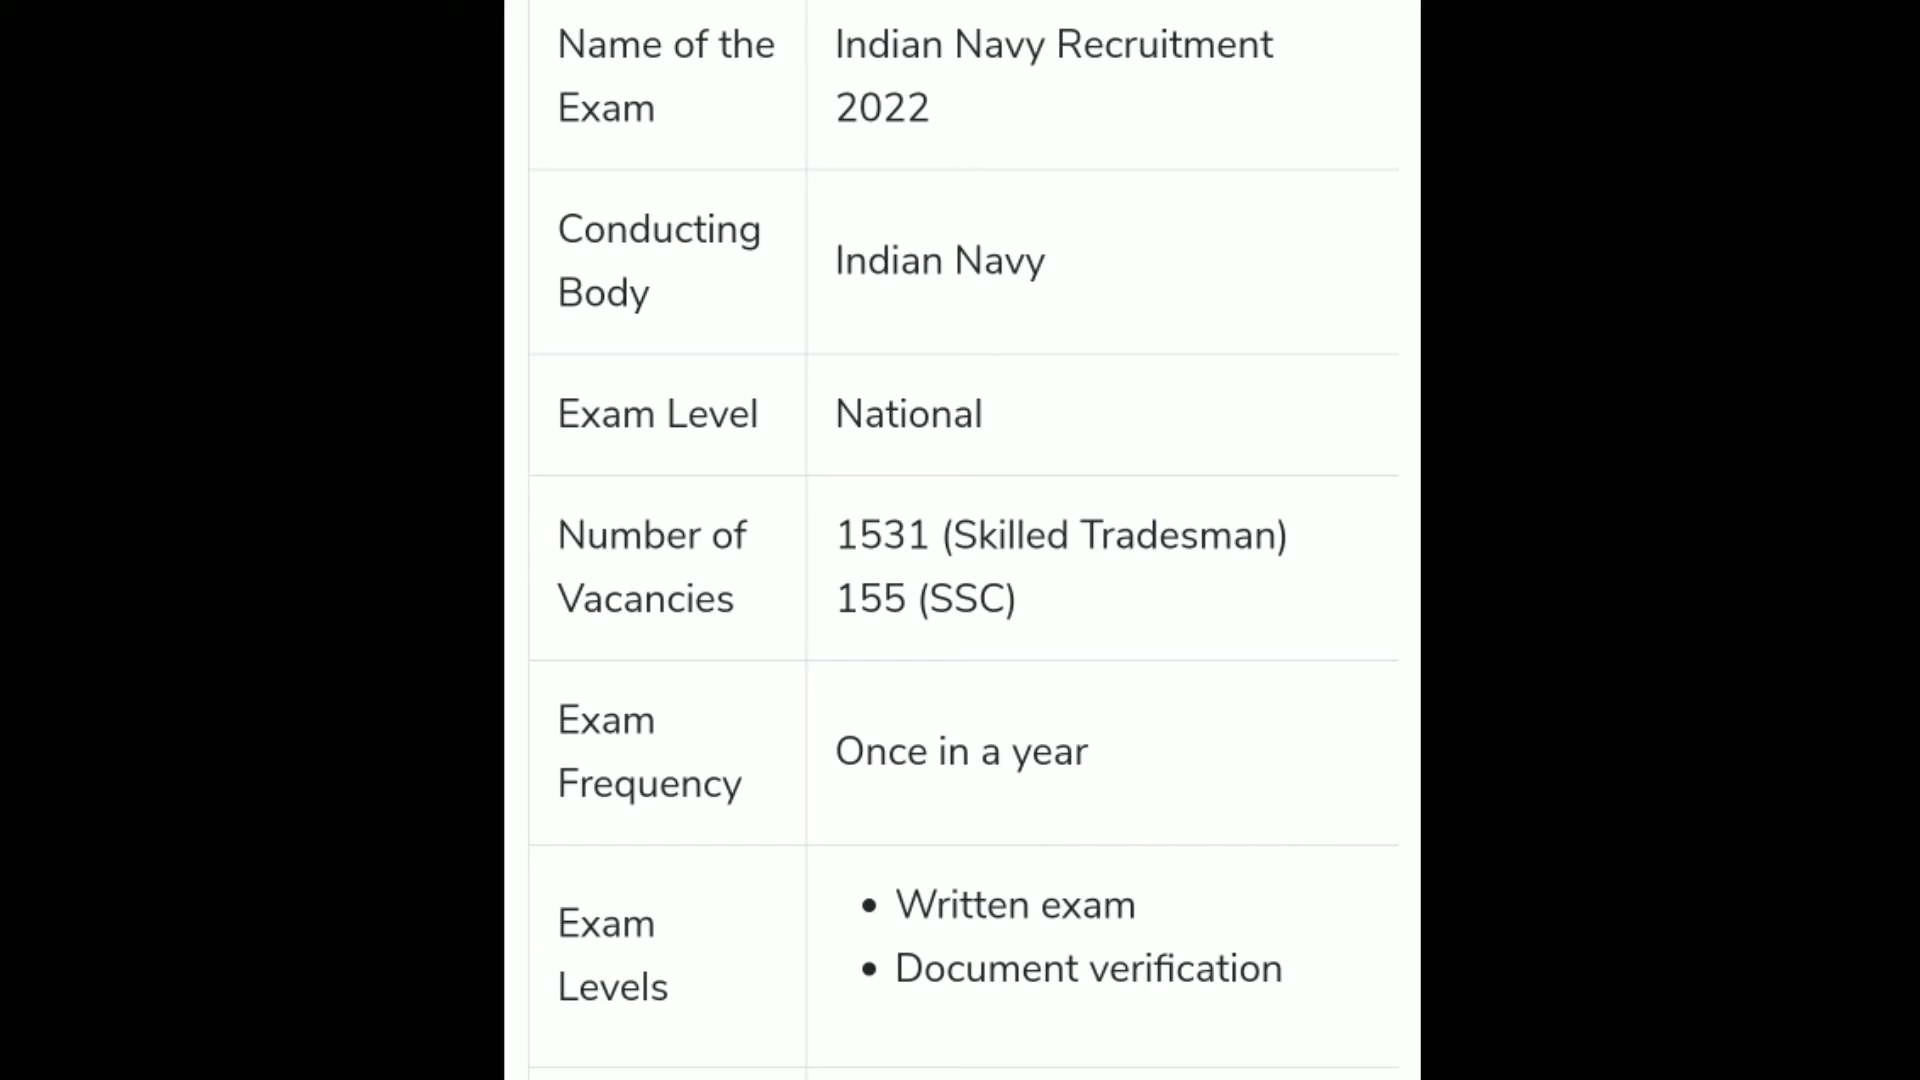 Name of the
Exam
Indian Navy Recruitment
2022
Conducting
Body
Indian Navy
Exam Level
National
Number of
Vacancies
1531 (Skilled Tradesman)
155 (SSC)
Exam
Frequency
Once in a year
Exam
Levels
• Written exam
• Document verification